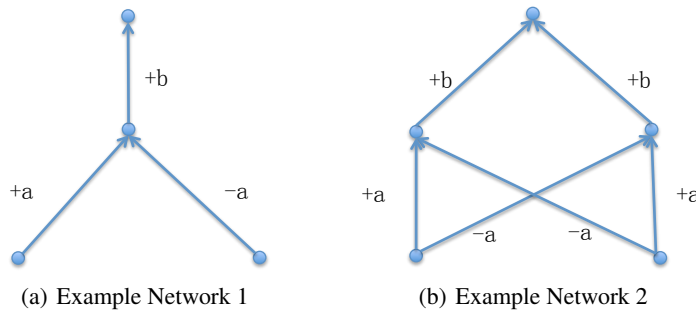 +b
+a
−a
(a) Example Network 1
+b
+b
+a
−a
−a
+a
(b) Example Network 2